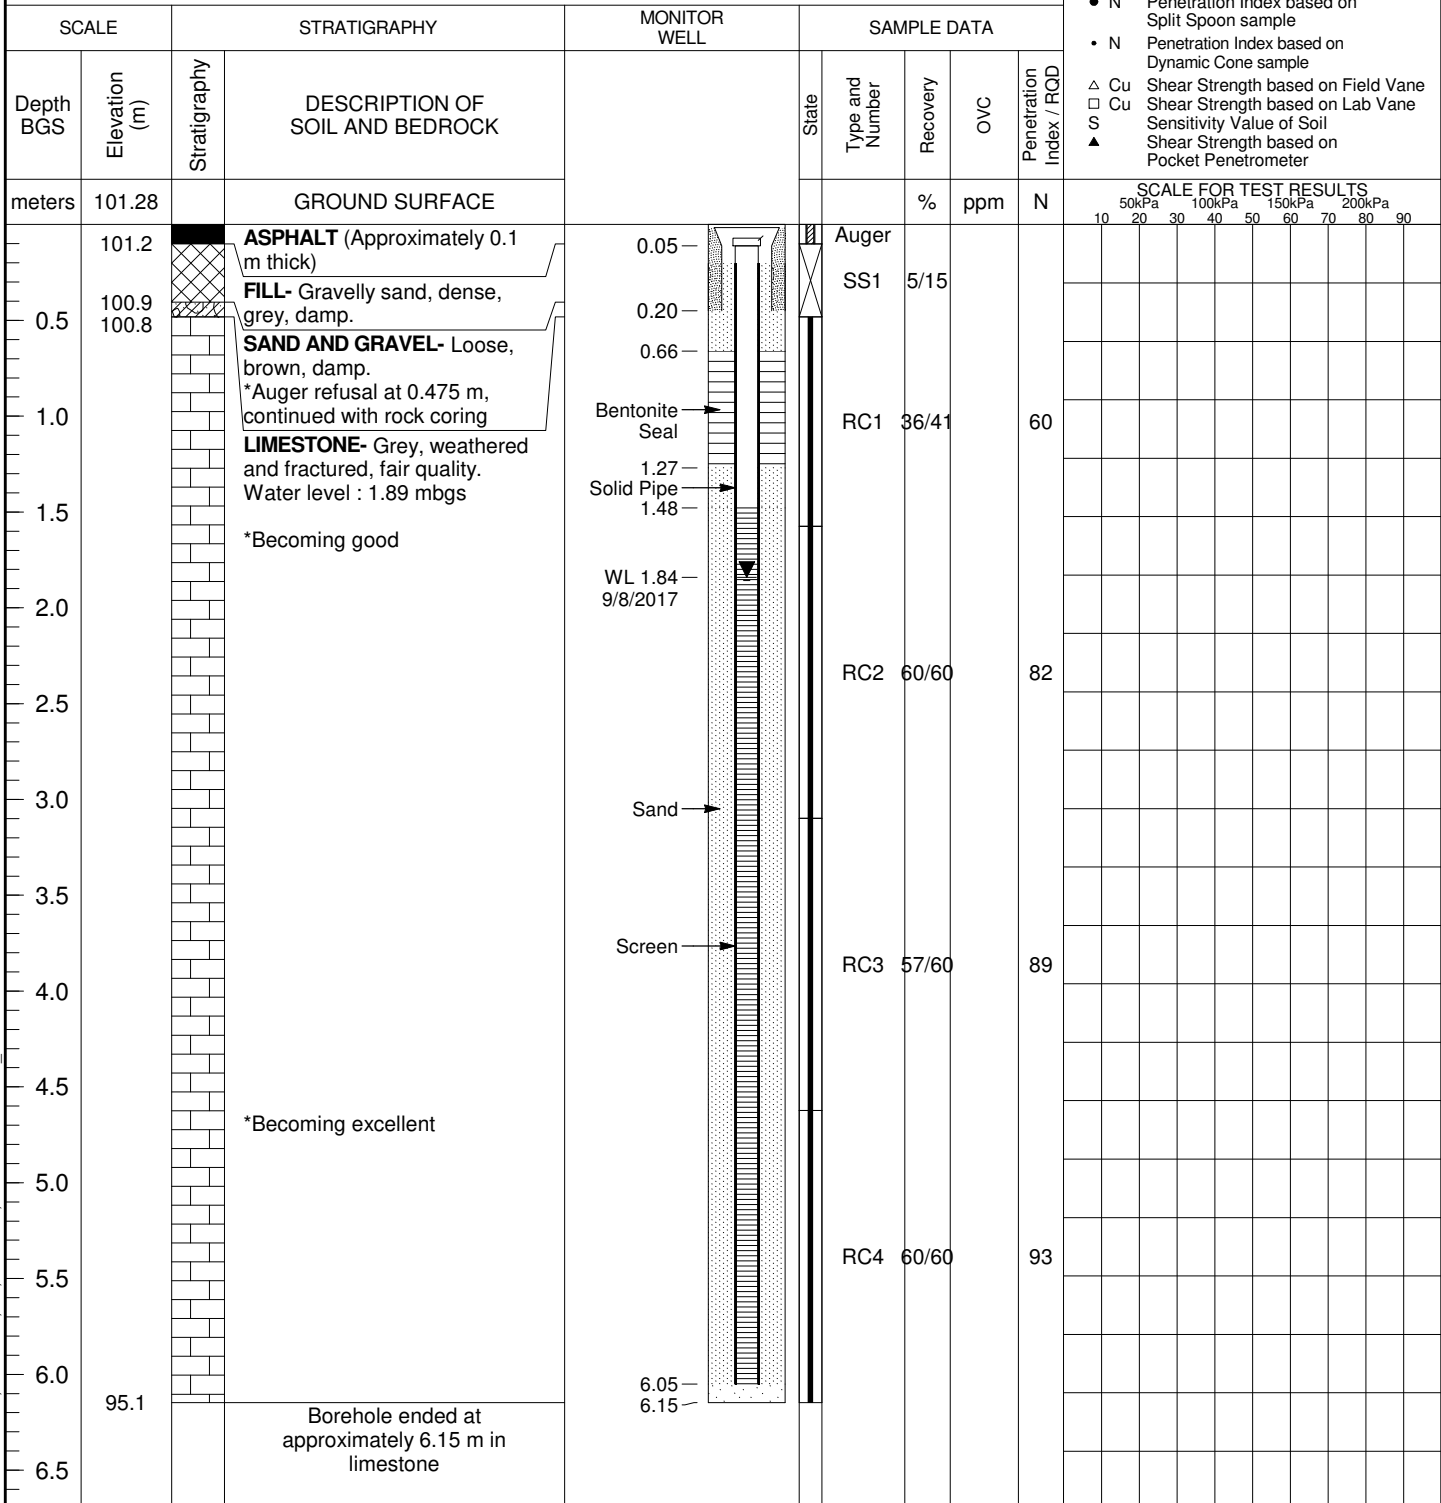 ● N Penetration Index based on
Split Spoon sample
SCALE
STRATIGRAPHY
MONITOR
WELL
SAMPLE DATA
• N Penetration Index based on
Dynamic Cone sample
△ Cu Shear Strength based on Field Vane
□ Cu Shear Strength based on Lab Vane
S Sensitivity Value of Soil
▲ Shear Strength based on
Pocket Penetrometer
Depth
BGS
Elevation
(m)
Stratigraphy
DESCRIPTION OF
SOIL AND BEDROCK
State
Type and
Number
Recovery
OVC
Penetration
Index / RQD
meters 101.28 GROUND SURFACE % ppm N
SCALE FOR TEST RESULTS
50kPa 100kPa 150kPa 200kPa
10 20 30 40 50 60 70 80 90
101.2
ASPHALT (Approximately 0.1
m thick)
0.05
Auger
FILL- Gravelly sand, dense,
grey, damp.
SS1 5/15
100.9
0.20
0.5
100.8
SAND AND GRAVEL- Loose,
brown, damp.
*Auger refusal at 0.475 m,
continued with rock coring
0.66
1.0
Bentonite
Seal
RC1 36/41 60
LIMESTONE- Grey, weathered
and fractured, fair quality.
Water level : 1.89 mbgs
1.27
Solid Pipe
1.48
1.5
*Becoming good
WL 1.84
9/8/2017
2.0
RC2 60/60 82
2.5
3.0
Sand
3.5
Screen
RC3 57/60 89
4.0
4.5
*Becoming excellent
5.0
RC4 60/60 93
5.5
6.0
6.05
95.1
6.15
Borehole ended at
approximately 6.15 m in
limestone
6.5